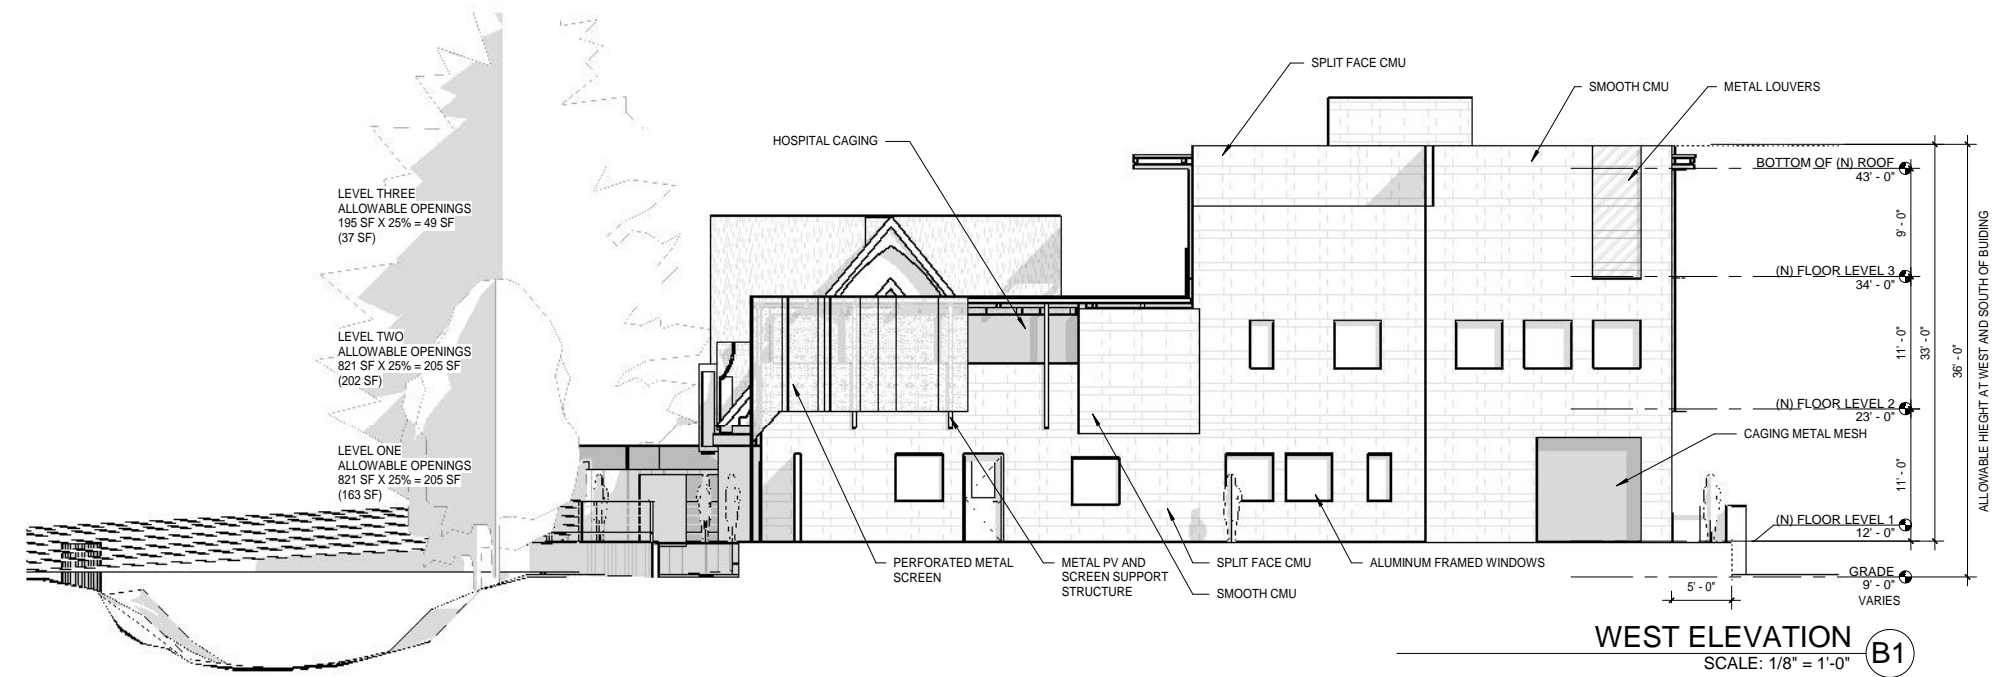 SPLIT FACE CMU
SMOOTH CMU
METAL LOUVERS
HOSPITAL CAGING
BOTTOM OF (N) ROOF
43' - 0"
LEVEL THREE
ALLOWABLE OPENINGS
195 SF X 25% = 49 SF
(37 SF)
9' - 0"
(N) FLOOR LEVEL 3
34' - 0"
LEVEL TWO
ALLOWABLE OPENINGS
821 SF X 25% = 205 SF
(202 SF)
11' - 0"
33' - 0"
36' - 0"
ALLOWABLE HIEGHT AT WEST AND SOUTH OF BUIDING
(N) FLOOR LEVEL 2
23' - 0"
CAGING METAL MESH
LEVEL ONE
ALLOWABLE OPENINGS
821 SF X 25% = 205 SF
(163 SF)
11' - 0"
(N) FLOOR LEVEL 1
12' - 0"
PERFORATED METAL
SCREEN
METAL PV AND
SCREEN SUPPORT
STRUCTURE
SPLIT FACE CMU
SMOOTH CMU
ALUMINUM FRAMED WINDOWS
GRADE
9' - 0"
VARIES
5' - 0"
WEST ELEVATION
SCALE: 1/8" = 1'-0"
B1